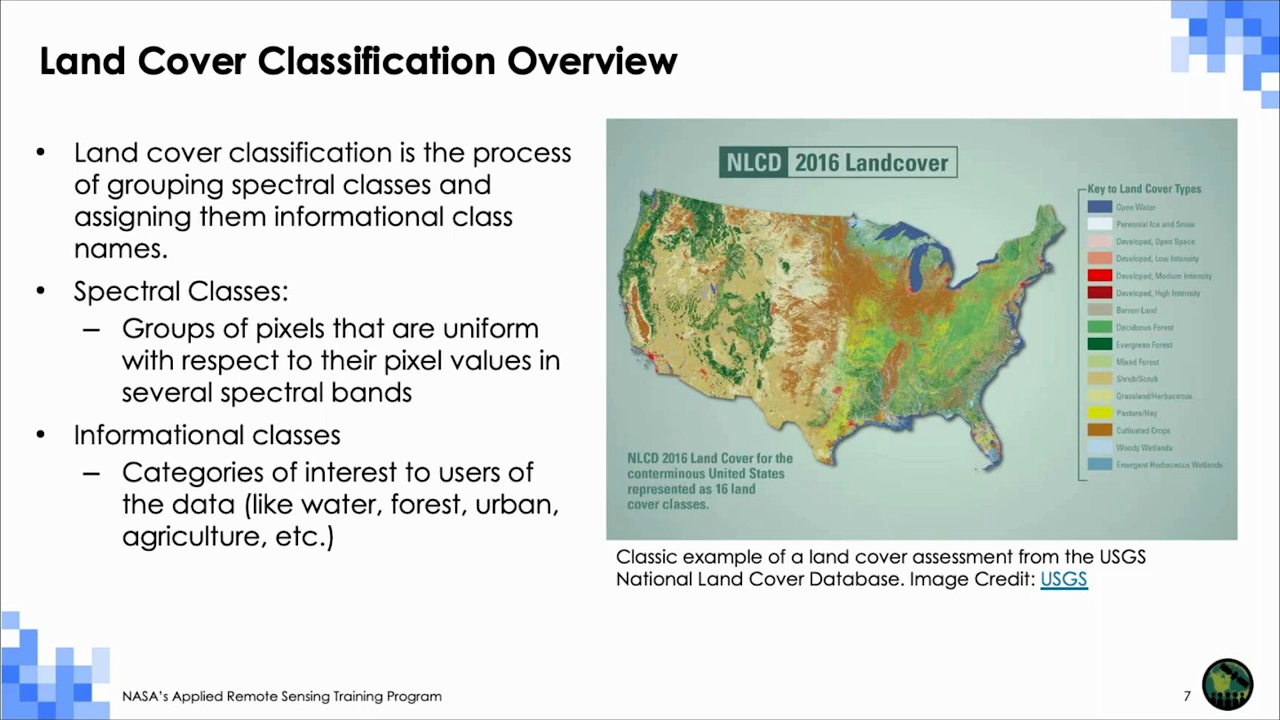 Land Cover Classification Overview
• Land cover classification is the process
of grouping spectral classes and
assigning them informational class
names.
• Spectral Classes:
– Groups of pixels that are uniform
with respect to their pixel values in
several spectral bands
• Informational classes
– Categories of interest to users of
the data (like water, forest, urban,
agriculture, etc.)
NLCD 2016 Landcover
Key to Land Cover Types
Open Water
Perennial Ice and Snow
Developed, Open Space
Developed, Low Intensity
Developed, Medium Intensity
Developed, High Intensity
Barren Land
Deciduous Forest
Evergreen Forest
Mixed Forest
Shrub/Scrub
Grassland/Herbaceous
Pasture/Hay
Cultivated Crops
Woody Wetlands
Emergent Herbaceous Wetlands
NLCD 2016 Land Cover for the
conterminous United States
represented as 16 land
cover classes.
Classic example of a land cover assessment from the USGS
National Land Cover Database. Image Credit: USGS
NASA's Applied Remote Sensing Training Program
7